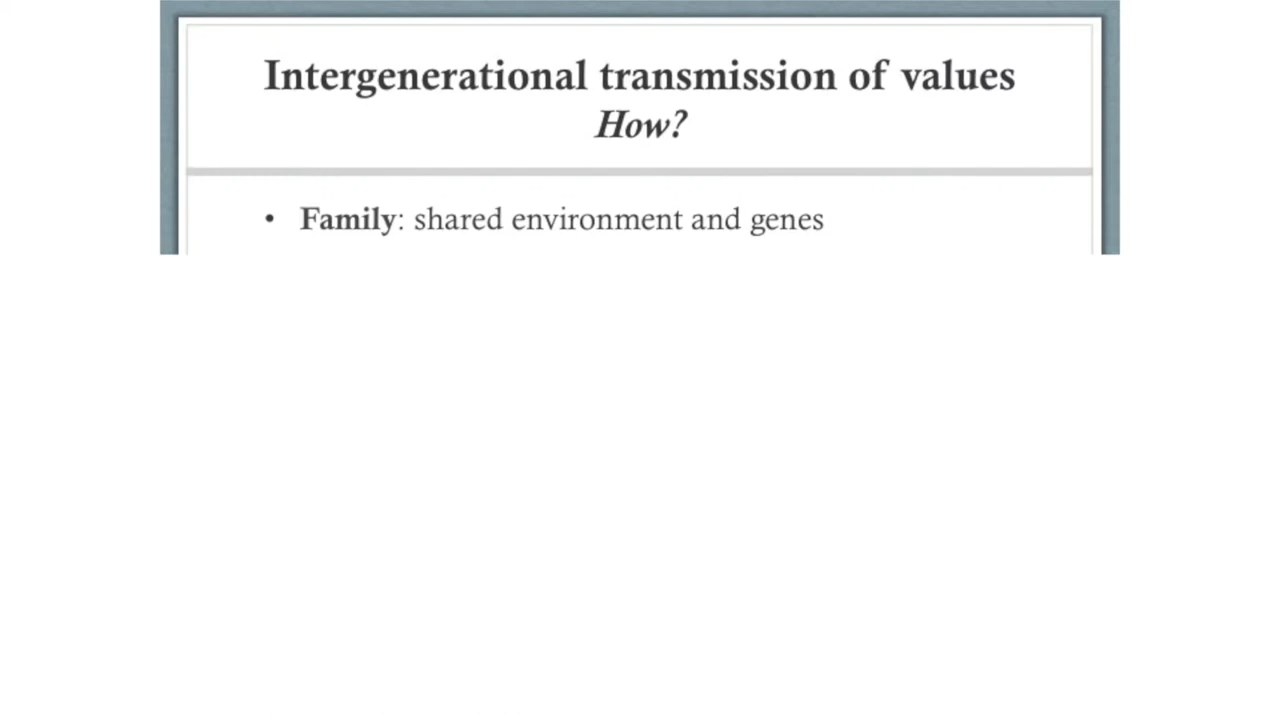 Intergenerational transmission of values
How?
• Family: shared environment and genes